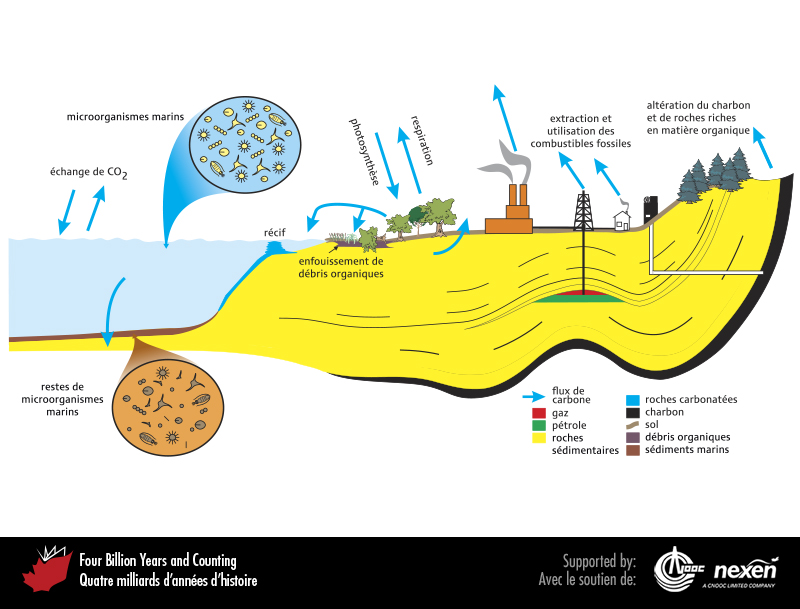 microorganismes marins
échange de CO2
photosynthèse
respiration
extraction et
utilisation des
combustibles fossiles
altération du charbon
et de roches riches
en matière organique
récif
enfouissement de
débris organiques
restes de
microorganismes
marins
flux de
carbone
gaz
pétrole
roches
sédimentaires
roches carbonatées
charbon
sol
débris organiques
sédiments marins
Four Billion Years and Counting
Quatre milliards d'années d'histoire
Supported by:
Avec le soutien de:
CNOOC
nexen
A CNOOC LIMITED COMPANY